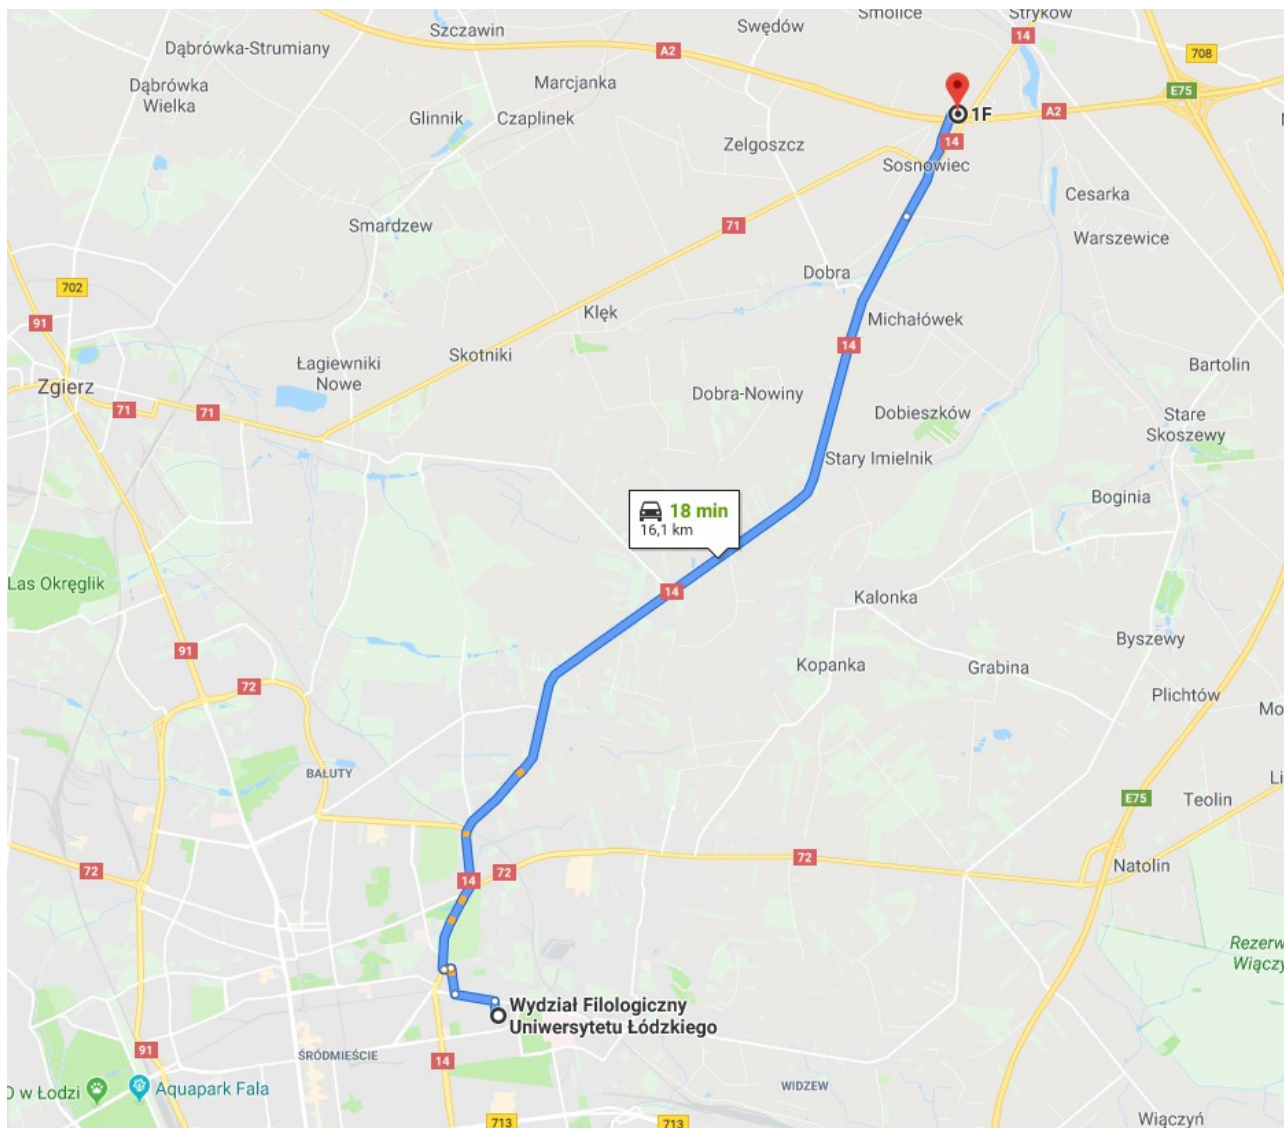 Smolice
Stryków
Szczawin
Swędów
14
Dąbrówka-Strumiany
A2
708
Dąbrówka
Wielka
Marcjanka
E75
Glinnik
Czaplinek
1F
A2
Zelgoszcz
14
Sosnowiec
Cesarka
Smardzew
71
Warszewice
702
Dobra
91
Klęk
Michałówek
Łagiewniki
Nowe
Skotniki
14
Bartolin
Zgierz
71
71
Dobra-Nowiny
Dobieszków
Stare
Skoszewy
Stary Imielnik
Boginia
18 min
16,1 km
Las Okręglik
14
Kalonka
Byszewy
91
Kopanka
Grabina
72
Plichtów
Mo
BAŁUTY
Li
E75
Teolin
72
14
72
72
Natolin
Rezerw
Wiączy
Wydział Filologiczny
Uniwersytetu Łódzkiego
91
ŚRÓDMIEŚCIE
14
O w Łodzi
Aquapark Fala
WIDZEW
713
713
Wiączyń